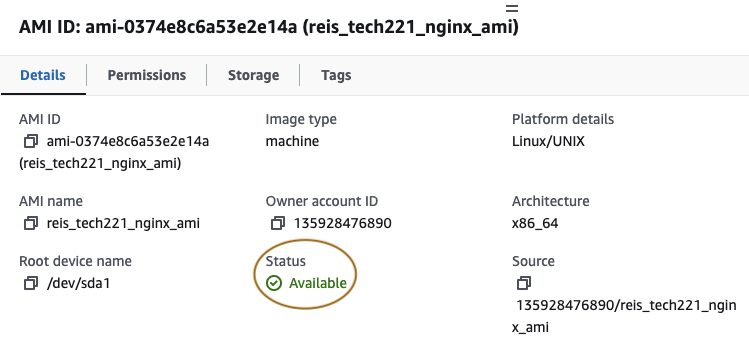 AMI ID: ami-0374e8c6a53e2e14a (reis_tech221_nginx_ami)
Details
Permissions
Storage
Tags
AMI ID
ami-0374e8c6a53e2e14a
(reis_tech221_nginx_ami)
Image type
machine
Platform details
Linux/UNIX
AMI name
reis_tech221_nginx_ami
Owner account ID
135928476890
Architecture
x86_64
Root device name
/dev/sda1
Status
Available
Source
135928476890/reis_tech221_ngin
x_ami